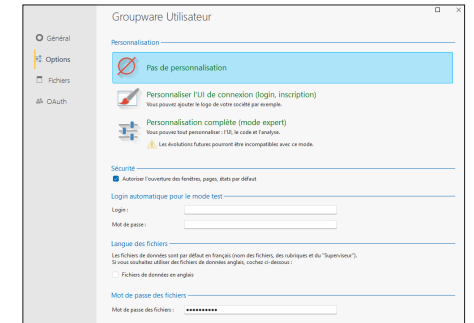 Groupware Utilisateur
Général
Options
Fichiers
OAuth
Personnalisation
Pas de personnalisation
Personnaliser l'UI de connexion (login, inscription)
Vous pouvez ajouter le logo de votre société par exemple.
Personnalisation complète (mode expert)
Vous pouvez tout personnaliser : l'UI, le code et l'analyse.
Les évolutions futures pourront être incompatibles avec ce mode.
Sécurité
Autoriser l'ouverture des fenêtres, pages, états par défaut
Login automatique pour le mode test
Login :
Mot de passe :
Langue des fichiers
Les fichiers de données sont par défaut en français (nom des fichiers, des rubriques et du "Superviseur").
Si vous souhaitez utiliser des fichiers de données anglais, cochez ci-dessous :
Fichiers de données en anglais
Mot de passe des fichiers
Mot de passe des fichiers : ••••••••••